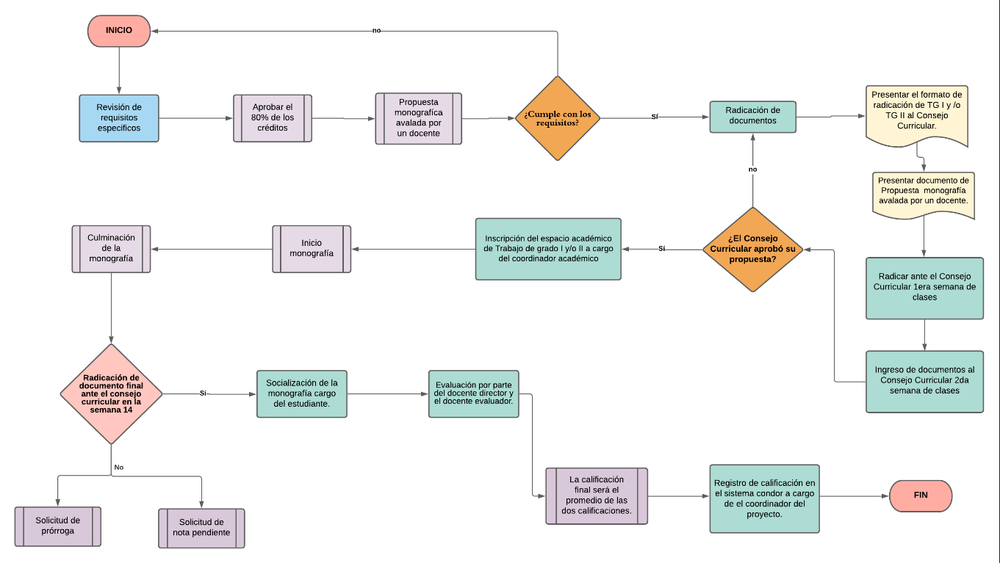 INICIO
no
Revisión de
requisitos
especificos
Aprobar el
80% de los
créditos
Propuesta
monografíca
avalada por
un docente
¿Cumple con los
requisitos?
Sí
Radicación de
documentos
Presentar el formato de
radicación de TG I y /o
TG II al Consejo
Curricular.
no
Presentar documento de
Propuesta monografía
avalada por un docente.
Culminación
de la
monografía
Inicio
monografía
Inscripción del espacio académico
de Trabajo de grado I y/o II a cargo
del coordinador académico
Sí
¿El Consejo
Curricular aprobó su
propuesta?
Radicar ante el Consejo
Curricular 1era semana de
clases
Ingreso de documentos al
Consejo Curricular 2da
semana de clases
Radicación de
documento final
ante el consejo
curricular en la
semana 14
Si
Socialización de la
monografía cargo
del estudiante.
Evaluación por parte
del docente director y
el docente evaluador.
No
Solicitud de
prórroga
Solicitud de
nota pendiente
La calificación
final será el
promedio de las
dos calificaciones.
Registro de calificación en
el sistema condor a cargo
de el coordinador del
proyecto.
FIN